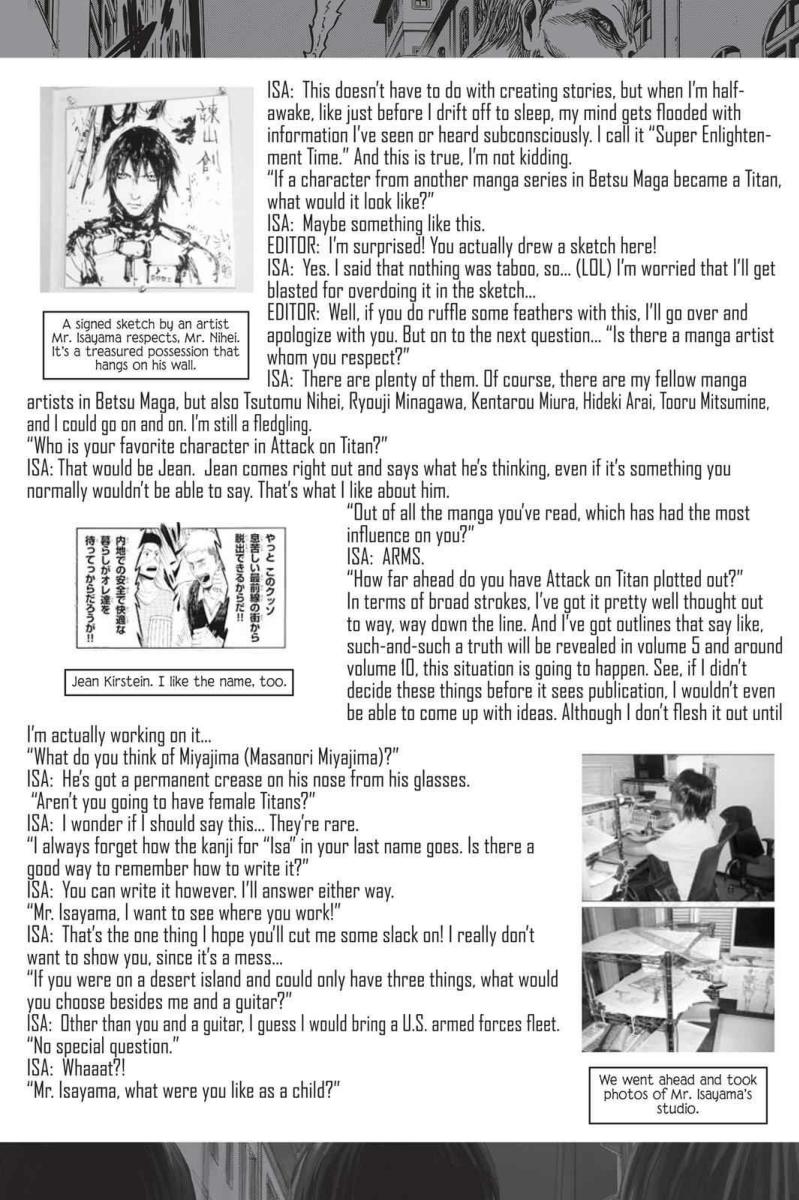 諫山創
ISA: This doesn't have to do with creating stories, but when I'm half-
awake, like just before I drift off to sleep, my mind gets flooded with
information I've seen or heard subconsciously. I call it "Super Enlighten-
ment Time." And this is true, I'm not kidding.
"If a character from another manga series in Betsu Maga became a Titan,
what would it look like?"
ISA: Maybe something like this.
EDITOR: I'm surprised! You actually drew a sketch here!
ISA: Yes. I said that nothing was taboo, so... (LOL) I'm worried that I'll get
blasted for overdoing it in the sketch...
EDITOR: Well, if you do ruffle some feathers with this, I'll go over and
apologize with you. But on to the next question... "Is there a manga artist
whom you respect?"
ISA: There are plenty of them. Of course, there are my fellow manga
A signed sketch by an artist
Mr. Isayama respects, Mr. Nihei.
It's a treasured possession that
hangs on his wall.
artists in Betsu Maga, but also Tsutomu Nihei, Ryouji Minagawa, Kentarou Miura, Hideki Arai, Tooru Mitsumine,
and I could go on and on. I'm still a fledgling.
"Who is your favorite character in Attack on Titan?"
ISA: That would be Jean. Jean comes right out and says what he's thinking, even if it's something you
normally wouldn't be able to say. That's what I like about him.
"Out of all the manga you've read, which has had the most
influence on you?"
ISA: ARMS.
"How far ahead do you have Attack on Titan plotted out?"
In terms of broad strokes, I've got it pretty well thought out
to way, way down the line. And I've got outlines that say like,
such-and-such a truth will be revealed in volume 5 and around
volume 10, this situation is going to happen. See, if I didn't
decide these things before it sees publication, I wouldn't even
be able to come up with ideas. Although I don't flesh it out until
やっと このクッソ
息苦しい最前線の街から
脱出できるからだ!!
内地での安全で快適な
暮らしがオレ達を
待ってっからだろうが!!
Jean Kirstein. I like the name, too.
I'm actually working on it...
"What do you think of Miyajima (Masanori Miyajima)?"
ISA: He's got a permanent crease on his nose from his glasses.
"Aren't you going to have female Titans?"
ISA: I wonder if I should say this... They're rare.
"I always forget how the kanji for "Isa" in your last name goes. Is there a
good way to remember how to write it?"
ISA: You can write it however. I'll answer either way.
"Mr. Isayama, I want to see where you work!"
ISA: That's the one thing I hope you'll cut me some slack on! I really don't
want to show you, since it's a mess...
"If you were on a desert island and could only have three things, what would
you choose besides me and a guitar?"
ISA: Other than you and a guitar, I guess I would bring a U.S. armed forces fleet.
"No special question."
ISA: Whaaat?!
"Mr. Isayama, what were you like as a child?"
We went ahead and took
photos of Mr. Isayama's
studio.